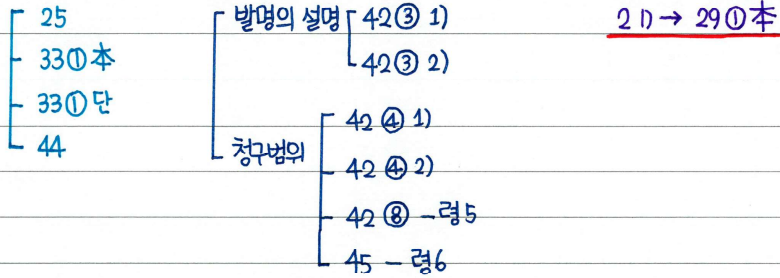 25
33①本
33①단
44
발명의 설명
42③ 1)
42③ 2)
청구범위
42④ 1)
42④ 2)
42⑧ - 령5
45 - 령6
2 1) → 29①本